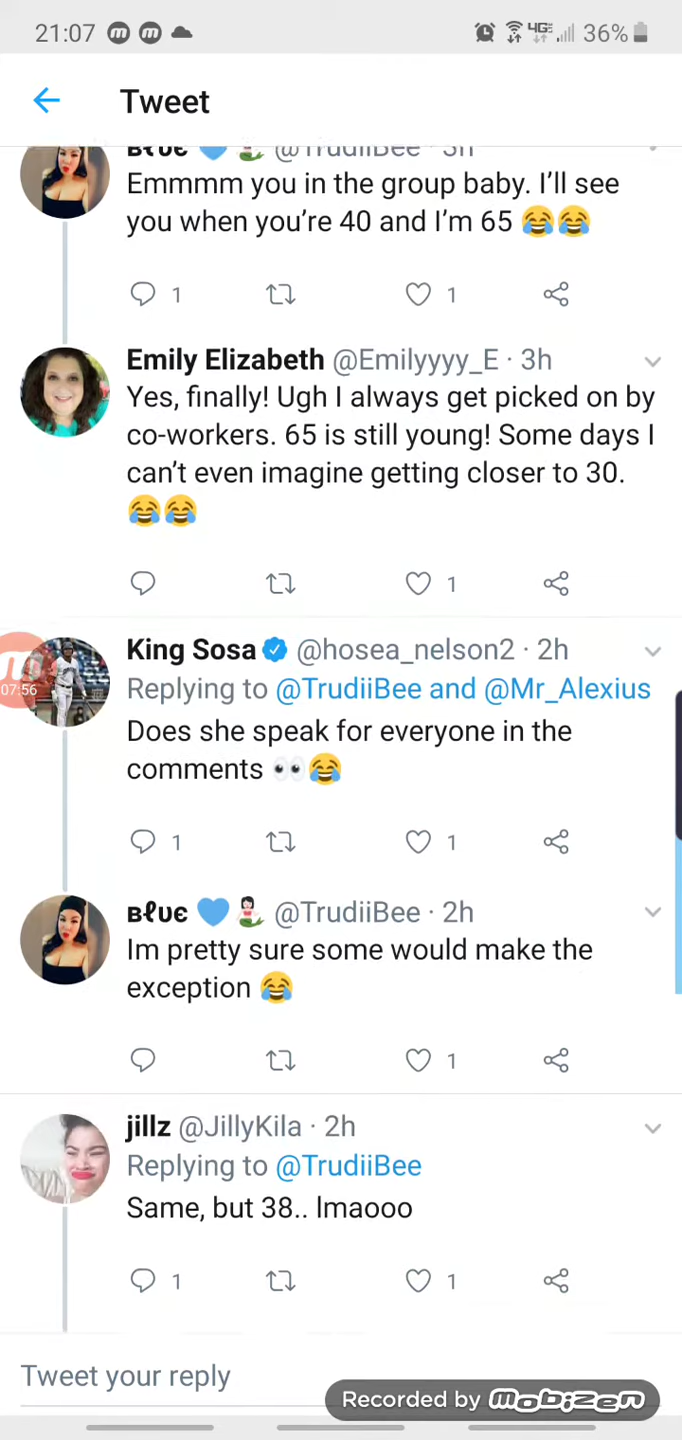 21:07 36%
Tweet
вℓυє 💙🧜🏻‍♀️ @TrudiiBee · 3h
Emmmm you in the group baby. I’ll see
you when you’re 40 and I’m 65 😂😂
1 1
Emily Elizabeth @Emilyyyy_E · 3h
Yes, finally! Ugh I always get picked on by
co-workers. 65 is still young! Some days I
can’t even imagine getting closer to 30.
😂😂
1
King Sosa @hosea_nelson2 · 2h
07:56
Replying to @TrudiiBee and @Mr_Alexius
Does she speak for everyone in the
comments 👀😂
1 1
вℓυє 💙🧜🏻‍♀️ @TrudiiBee · 2h
Im pretty sure some would make the
exception 😂
1
jillz @JillyKila · 2h
Replying to @TrudiiBee
Same, but 38.. lmaooo
1 1
Tweet your reply
Recorded by mobizen